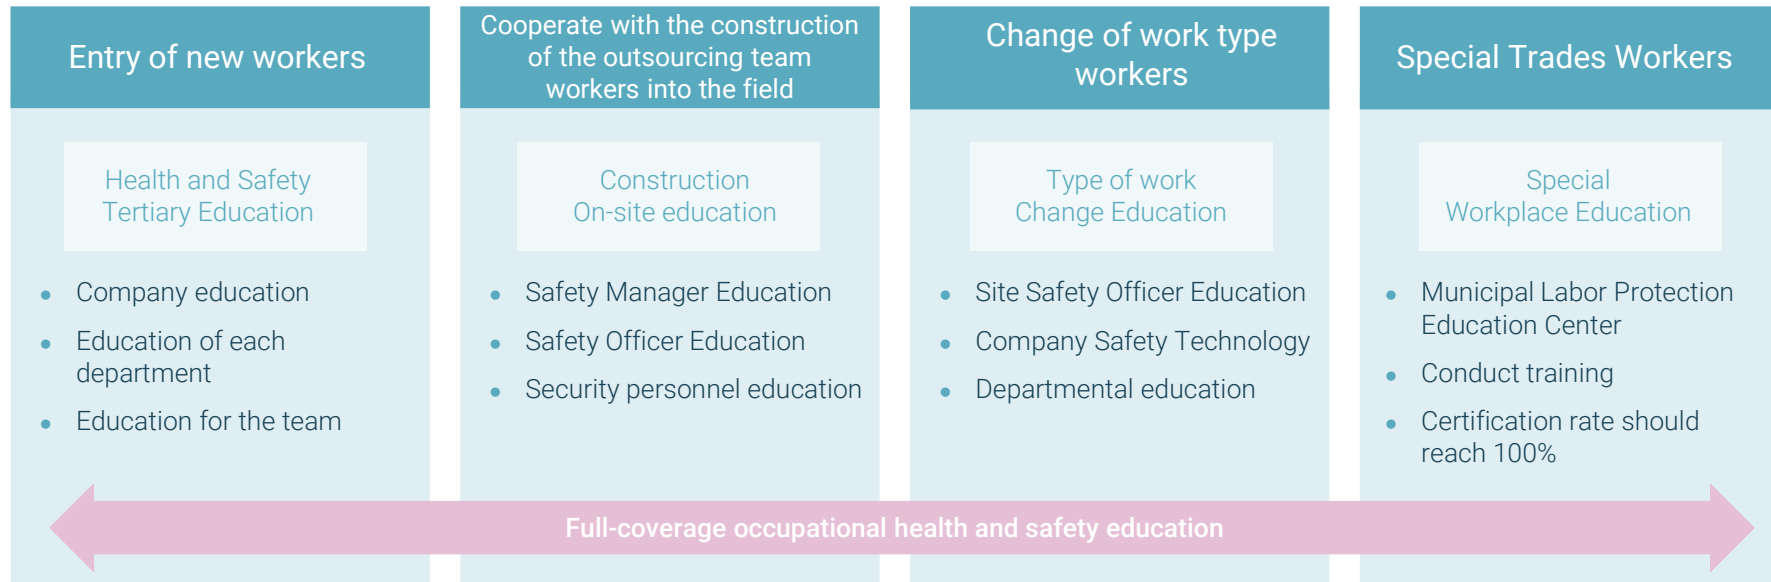 Entry of new workers
Health and Safety
Tertiary Education
Company education
Education of each
department
Education for the team
Cooperate with the construction
of the outsourcing team
workers into the field
Construction
On-site education
Safety Manager Education
Safety Officer Education
Security personnel education
Change of work type
workers
Type of work
Change Education
Site Safety Officer Education
Company Safety Technology
Departmental education
Special Trades Workers
Special
Workplace Education
Municipal Labor Protection
Education Center
Conduct training
Certification rate should
reach 100%
Full-coverage occupational health and safety education